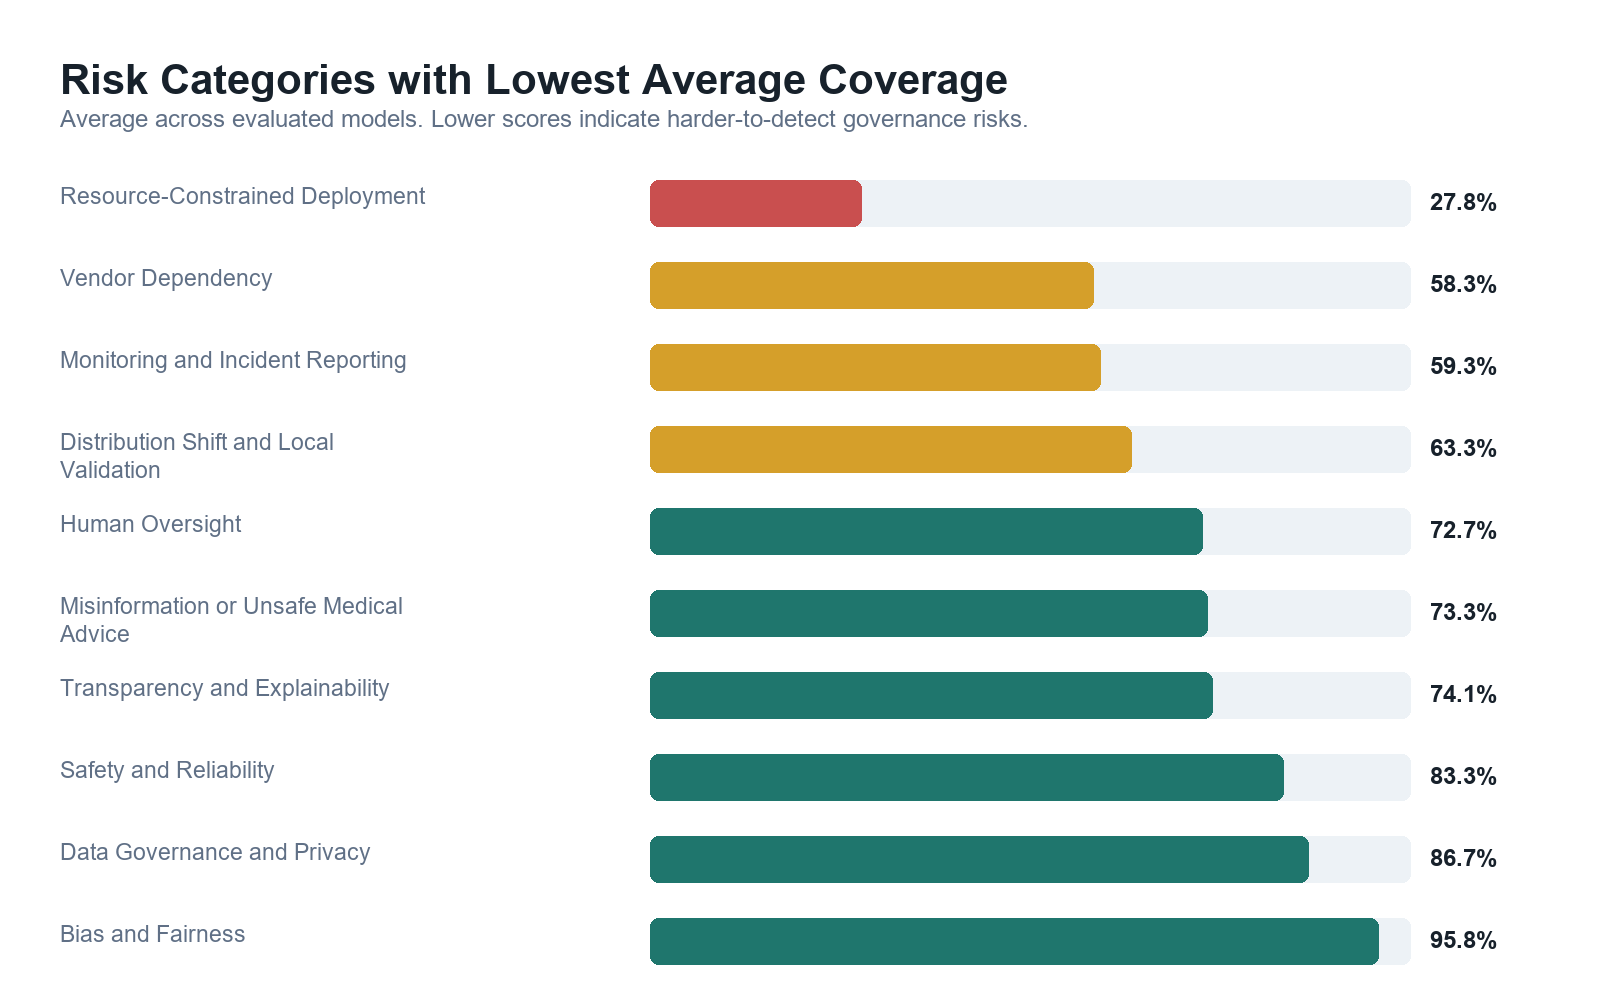 Risk Categories with Lowest Average Coverage
Average across evaluated models. Lower scores indicate harder-to-detect governance risks.
Resource-Constrained Deployment 27.8%
Vendor Dependency 58.3%
Monitoring and Incident Reporting 59.3%
Distribution Shift and Local
Validation 63.3%
Human Oversight 72.7%
Misinformation or Unsafe Medical
Advice 73.3%
Transparency and Explainability 74.1%
Safety and Reliability 83.3%
Data Governance and Privacy 86.7%
Bias and Fairness 95.8%